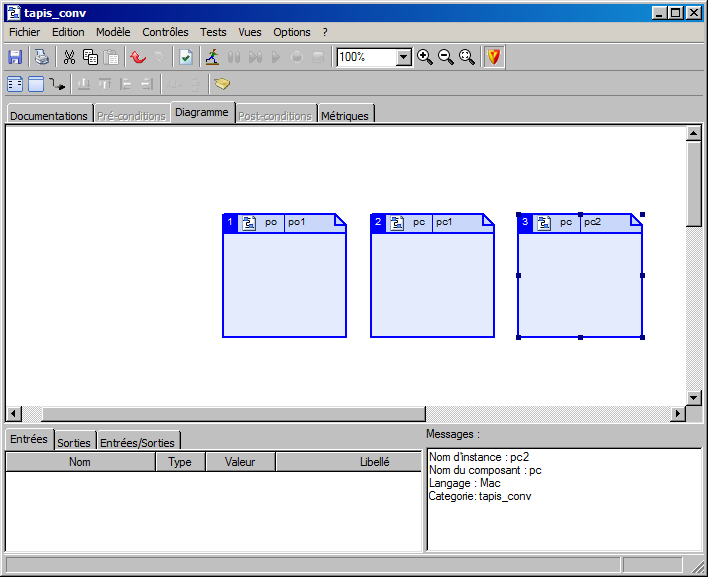 tapis_conv
Fichier Edition Modèle Contrôles Tests Vues Options ?
100%
Documentations Pré-conditions Diagramme Post-conditions Métriques
1 pc po1 2 pc pc1 3 pc pc2
Entrées Sorties Entrées/Sorties
Nom Type Valeur Libellé
Messages :
Nom d'instance : pc2
Nom du composant : pc
Langage : Mac
Categorie: tapis_conv